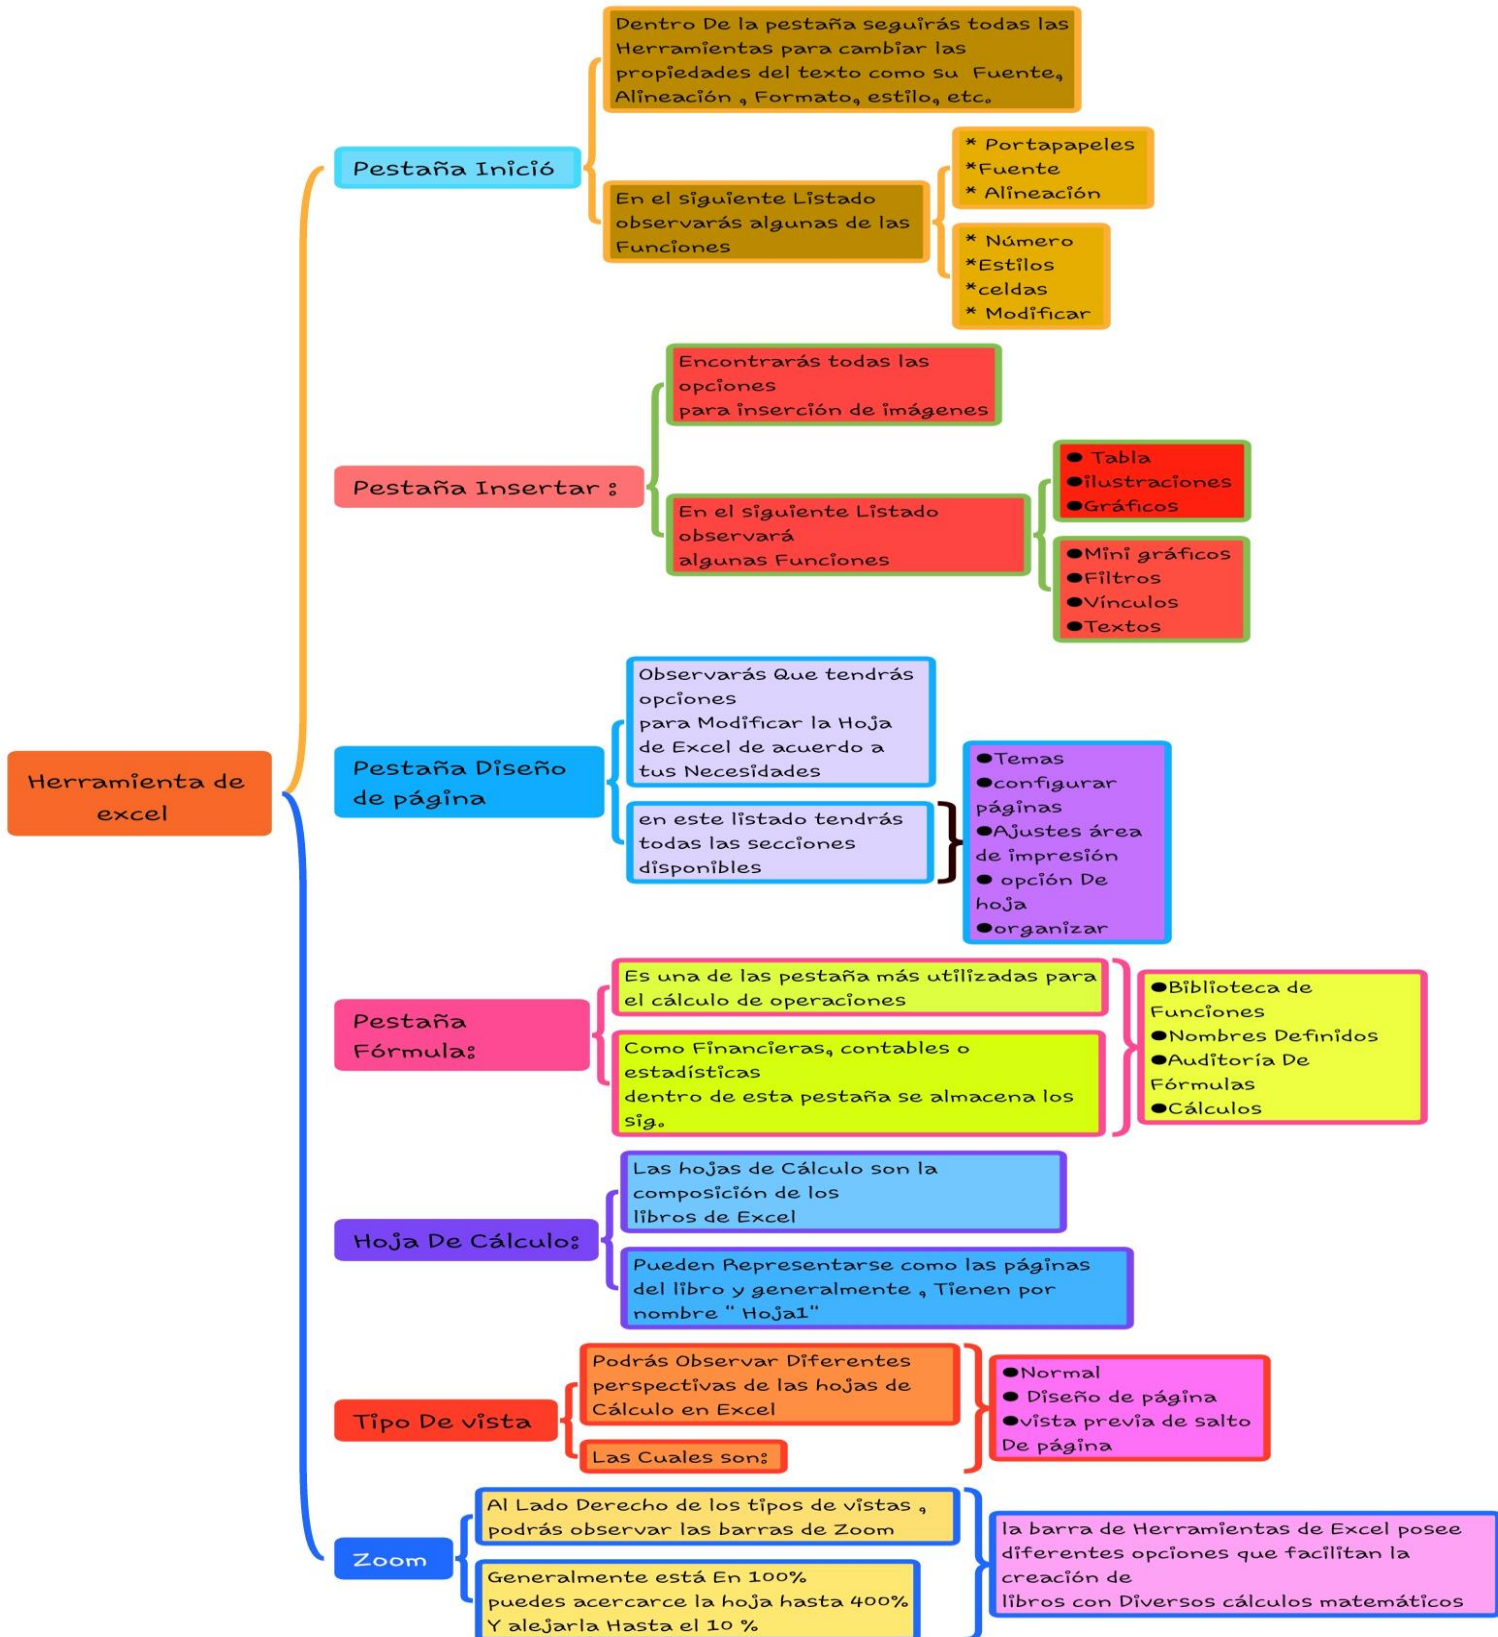 Herramienta de
excel
Pestaña Inició
Dentro De la pestaña seguirás todas las
Herramientas para cambiar las
propiedades del texto como su Fuente,
Alineación , Formato, estilo, etc.
En el siguiente Listado
observarás algunas de las
Funciones
* Portapapeles
*Fuente
* Alineación
* Número
*Estilos
*celdas
* Modificar
Pestaña Insertar :
Encontrarás todas las
opciones
para inserción de imágenes
En el siguiente Listado
observará
algunas Funciones
● Tabla
●ilustraciones
●Gráficos
●Mini gráficos
●Filtros
●Vínculos
●Textos
Pestaña Diseño
de página
Observarás Que tendrás
opciones
para Modificar la Hoja
de Excel de acuerdo a
tus Necesidades
en este listado tendrás
todas las secciones
disponibles
●Temas
●configurar
páginas
●Ajustes área
de impresión
● opción De
hoja
●organizar
Pestaña
Fórmula:
Es una de las pestaña más utilizadas para
el cálculo de operaciones
Como Financieras, contables o
estadísticas
dentro de esta pestaña se almacena los
sig.
●Biblioteca de
Funciones
●Nombres Definidos
●Auditoría De
Fórmulas
●Cálculos
Hoja De Cálculo:
Las hojas de Cálculo son la
composición de los
libros de Excel
Pueden Representarse como las páginas
del libro y generalmente , Tienen por
nombre " Hoja1"
Tipo De vista
Podrás Observar Diferentes
perspectivas de las hojas de
Cálculo en Excel
Las Cuales son:
●Normal
● Diseño de página
●vista previa de salto
De página
Zoom
Al Lado Derecho de los tipos de vistas ,
podrás observar las barras de Zoom
Generalmente está En 100%
puedes acercarce la hoja hasta 400%
Y alejarla Hasta el 10 %
la barra de Herramientas de Excel posee
diferentes opciones que facilitan la
creación de
libros con Diversos cálculos matemáticos